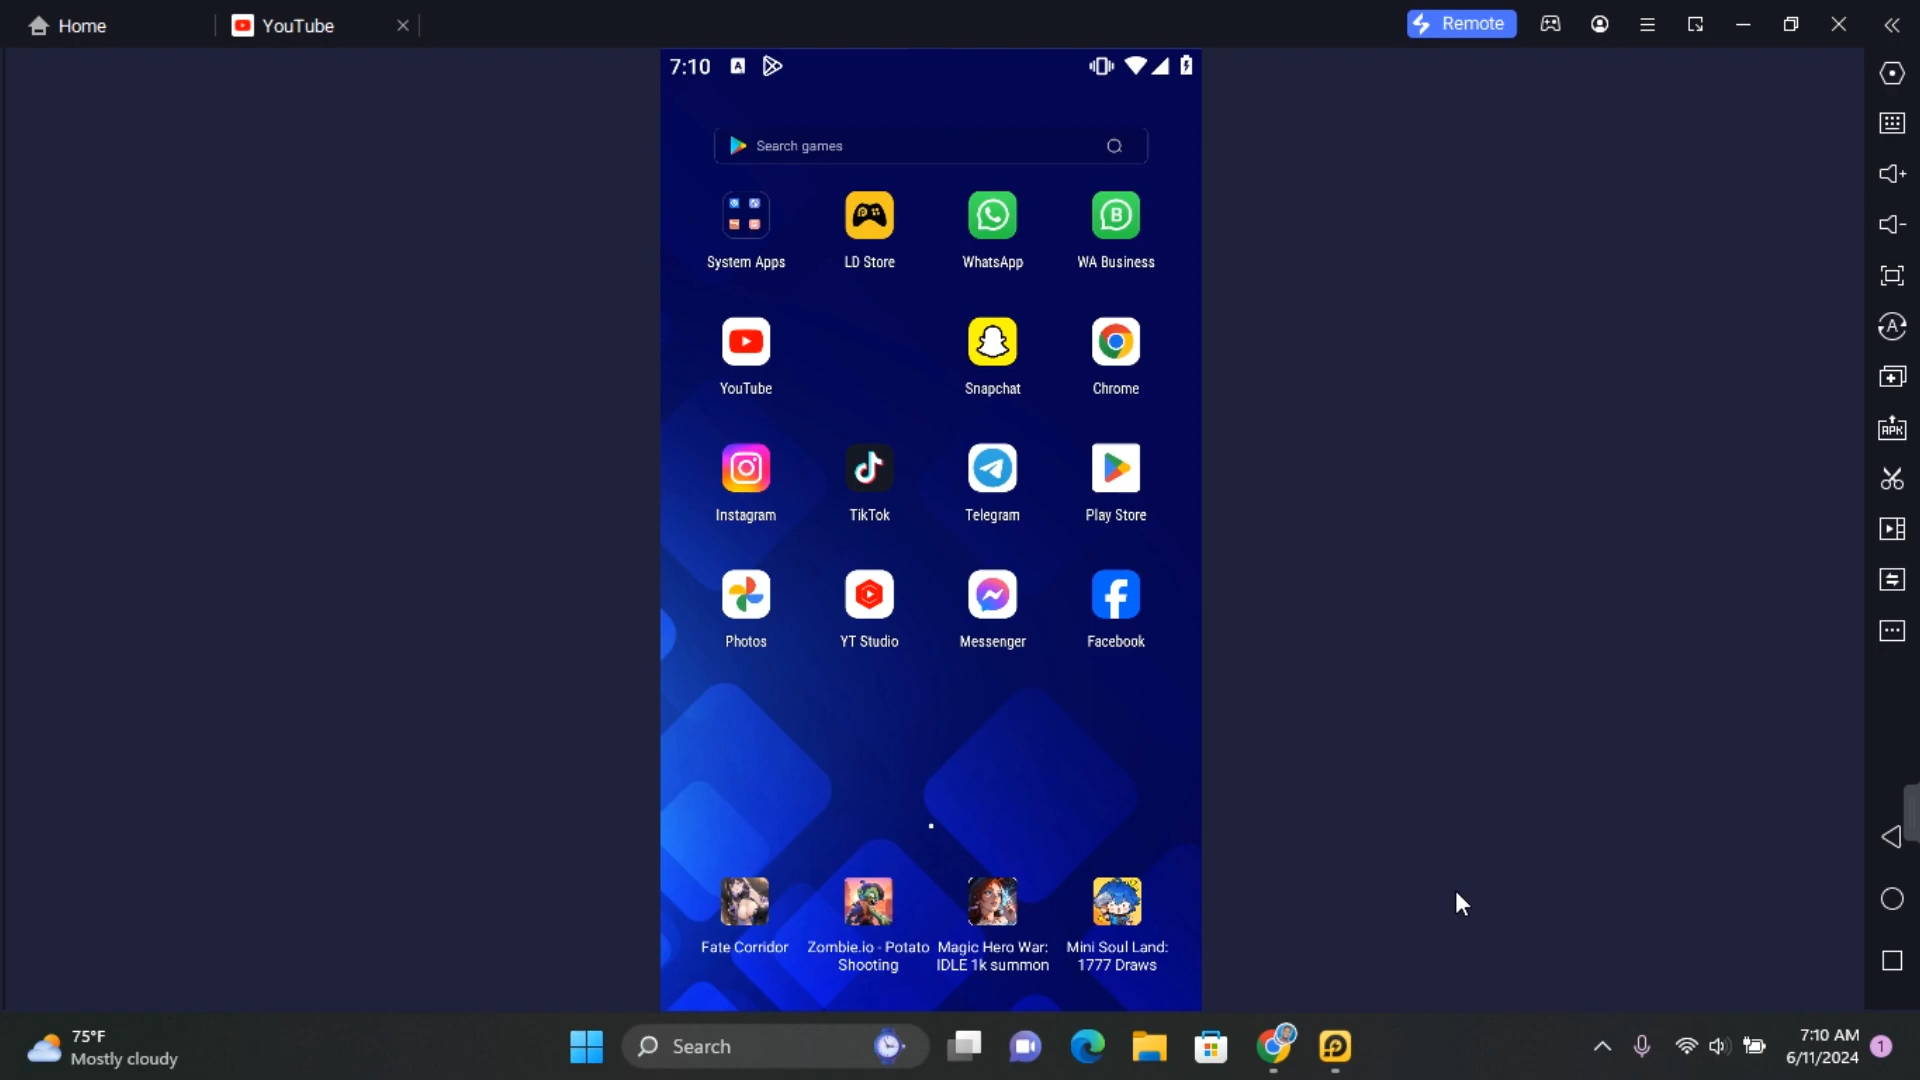 Home
YouTube
Remote
7:10
Search games
System Apps
LD Store
WhatsApp
WA Business
YouTube
Snapchat
Chrome
Instagram
TikTok
Telegram
Play Store
Photos
YT Studio
Messenger
Facebook
Fate Corridor
Zombie.io - Potato
Shooting
Magic Hero War:
IDLE 1k summon
Mini Soul Land:
1777 Draws
75°F
Mostly cloudy
Search
7:10 AM
6/11/2024
1